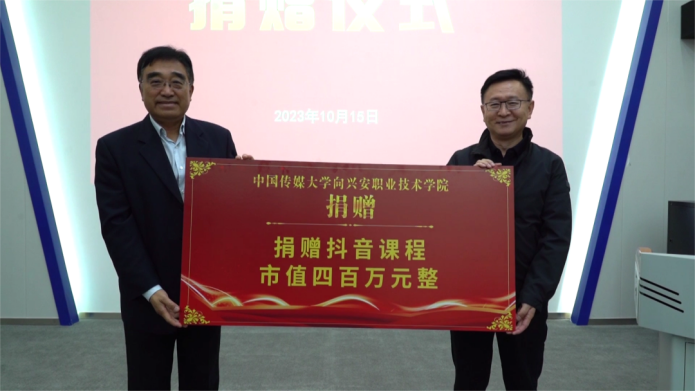 捐赠仪式
2023年10月16日
中国传媒大学向兴安职业技术学院
捐赠
捐赠抖音课程
市值四百万元整